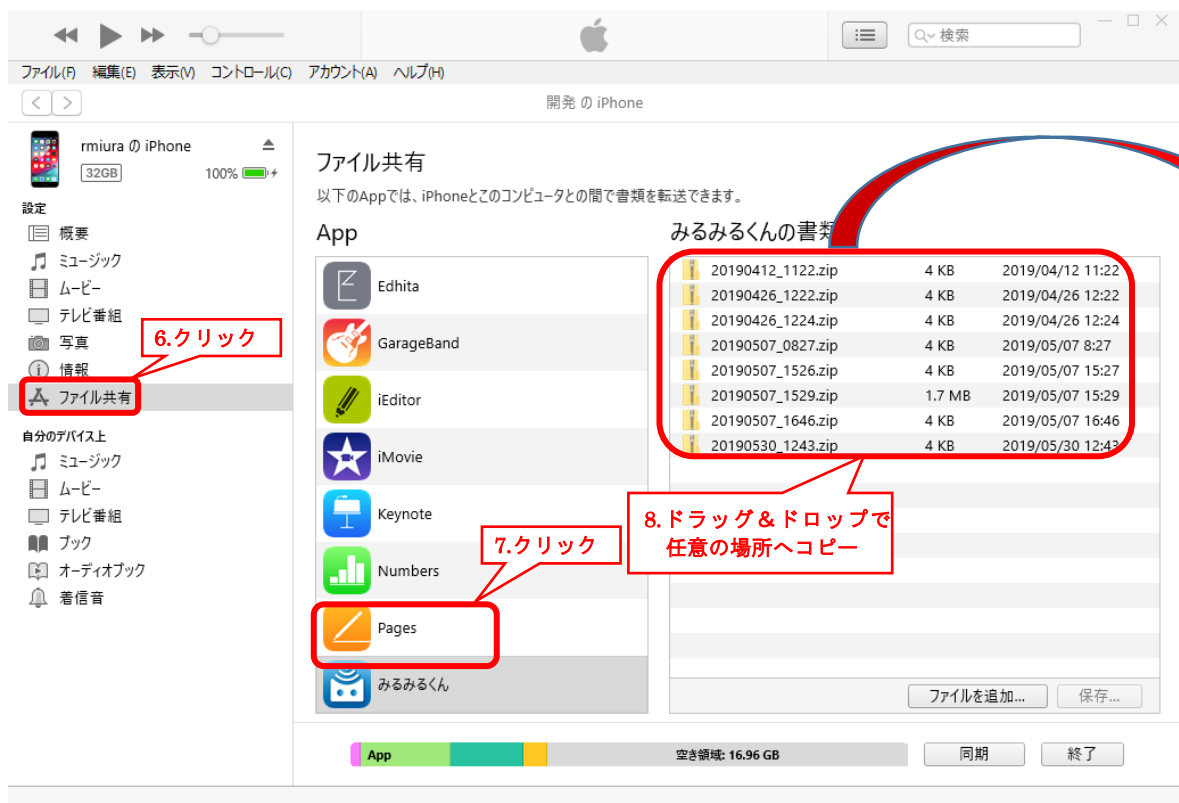 検索
ファイル(F) 編集(E) 表示(V) コントロール(C) アカウント(A) ヘルプ(H)
開発 の iPhone
rmiura の iPhone
32GB 100%
設定
概要
ミュージック
ムービー
テレビ番組
写真
情報
ファイル共有
自分のデバイス上
ミュージック
ムービー
テレビ番組
ブック
オーディオブック
着信音
6.クリック
ファイル共有
以下のAppでは、iPhoneとこのコンピュータとの間で書類を転送できます。
App
Edhita
GarageBand
iEditor
iMovie
Keynote
Numbers
Pages
みるみるくん
7.クリック
みるみるくんの書類
20190412_1122.zip 4 KB 2019/04/12 11:22
20190426_1222.zip 4 KB 2019/04/26 12:22
20190426_1224.zip 4 KB 2019/04/26 12:24
20190507_0827.zip 4 KB 2019/05/07 8:27
20190507_1526.zip 4 KB 2019/05/07 15:27
20190507_1529.zip 1.7 MB 2019/05/07 15:29
20190507_1646.zip 4 KB 2019/05/07 16:46
20190530_1243.zip 4 KB 2019/05/30 12:43
8.ドラッグ＆ドロップで
任意の場所へコピー
ファイルを追加... 保存...
App 空き領域: 16.96 GB 同期 終了